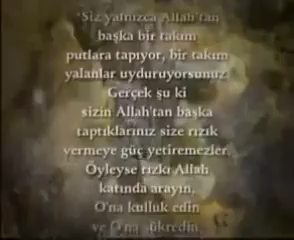 "Siz yalnızca Allah'tan
başka bir takım
putlara tapıyor, bir takım
yalanlar uyduruyorsunuz.
Gerçek şu ki
sizin Allah'tan başka
taptıklarınız size rızık
vermeye güç yetiremezler.
Öyleyse rızkı Allah
katında arayın,
O'na kulluk edin
ve O'na şükredin.